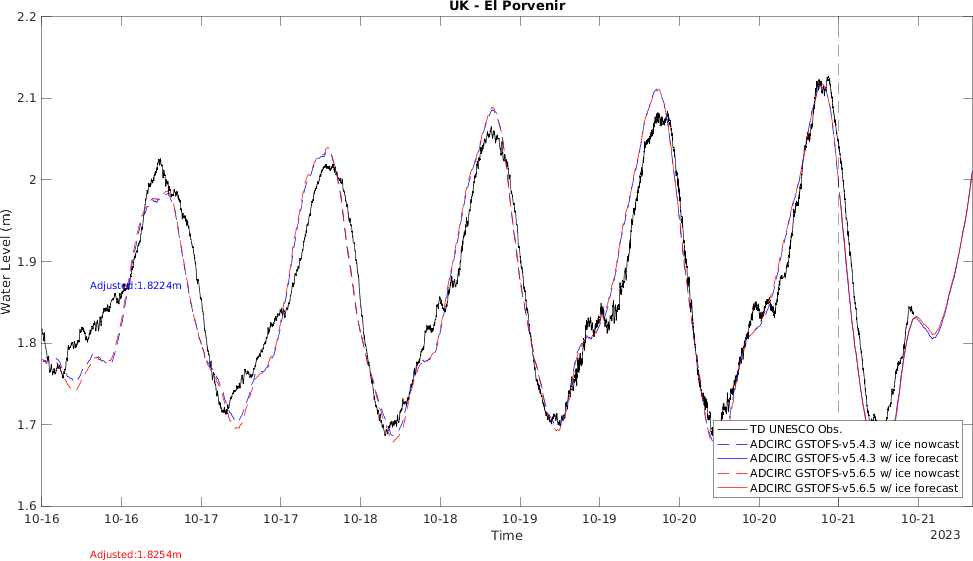 UK - El Porvenir
2.2
2.1
2
1.9
1.8
1.7
1.6
Water Level (m)
Adjusted:1.8224m
TD UNESCO Obs.
ADCIRC GSTOFS-v5.4.3 w/ ice nowcast
ADCIRC GSTOFS-v5.4.3 w/ ice forecast
ADCIRC GSTOFS-v5.6.5 w/ ice nowcast
ADCIRC GSTOFS-v5.6.5 w/ ice forecast
10-16 10-16 10-17 10-17 10-18 10-18 10-19 10-19 10-20 10-20 10-21 10-21
2023
Time
Adjusted:1.8254m